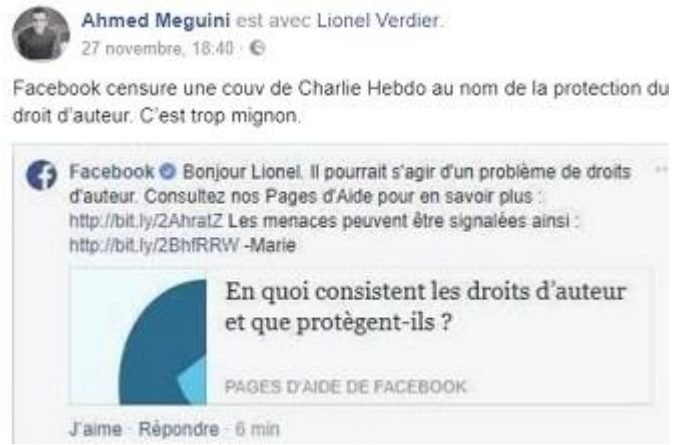 Ahmed Meguini est avec Lionel Verdier.
27 novembre, 18:40 ·
Facebook censure une couv de Charlie Hebdo au nom de la protection du
droit d'auteur. C'est trop mignon.
Facebook Bonjour Lionel. Il pourrait s'agir d'un problème de droits
d'auteur. Consultez nos Pages d'Aide pour en savoir plus :
http://bit.ly/2AhratZ Les menaces peuvent être signalées ainsi :
http://bit.ly/2BhfRRW -Marie
En quoi consistent les droits d'auteur
et que protègent-ils ?
PAGES D'AIDE DE FACEBOOK
J'aime · Répondre · 6 min